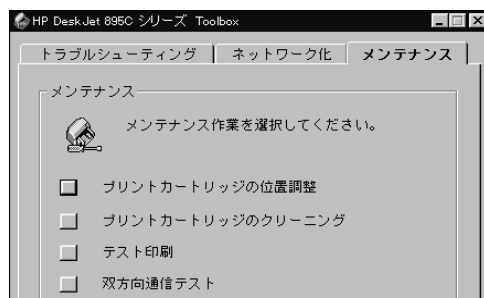 HP DeskJet 895C シリーズ Toolbox
トラブルシューティング ネットワーク化 メンテナンス
メンテナンス
メンテナンス作業を選択してください。
プリントカートリッジの位置調整
プリントカートリッジのクリーニング
テスト印刷
双方向通信テスト